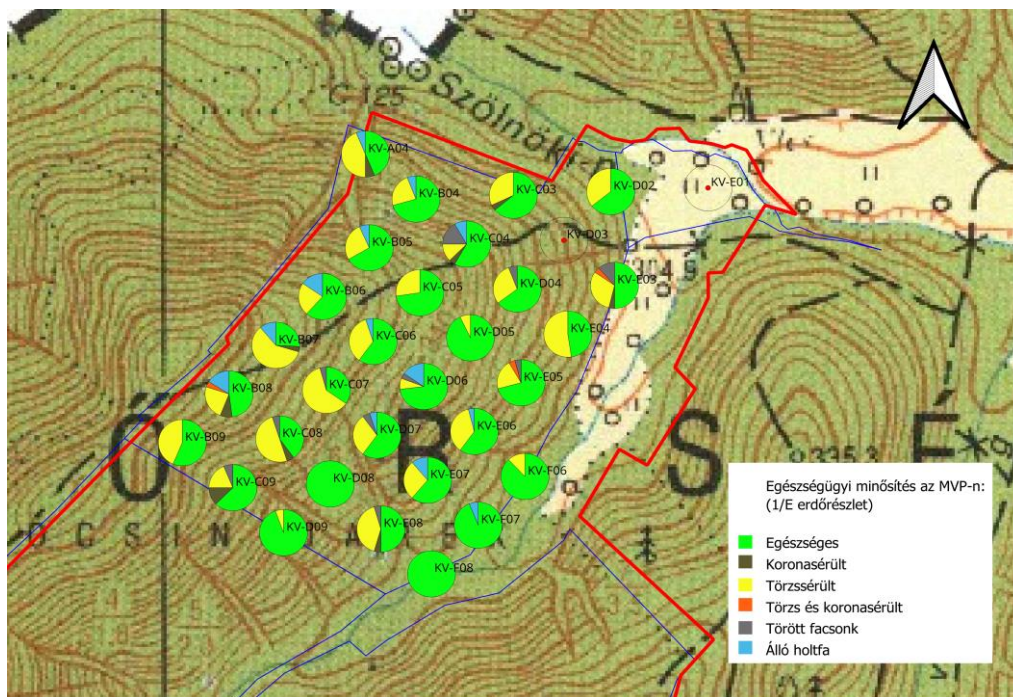 C-125
Szölnöki-p.
KV-A04
KV-B04
KV-C03
KV-D02
KV-E01
KV-B05
KV-C04
KV-D03
KV-B06
KV-C05
KV-D04
KV-E03
KV-B07
KV-C06
KV-D05
KV-E04
KV-B08
KV-C07
KV-D06
KV-E05
KV-B09
KV-C08
KV-D07
KV-E06
Ő R S É
335.3
KV-C09
KV-D08
KV-E07
KV-F06
KV-D09
KV-E08
KV-F07
KV-F08
Egészségügyi minősítés az MVP-n:
(1/E erdőrészlet)
Egészséges
Koronasérült
Törzssérült
Törzs és koronasérült
Törött facsonk
Álló holtfa